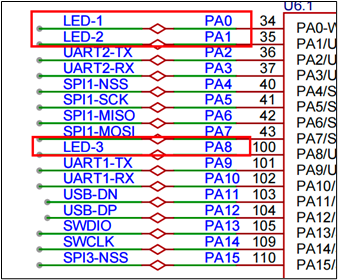 U6.1
LED-1 PA0 34 PA0-W
LED-2 PA1 35 PA1/U
UART2-TX PA2 36 PA2/U
UART2-RX PA3 37 PA3/U
SPI1-NSS PA4 40 PA4/S
SPI1-SCK PA5 41 PA5/S
SPI1-MISO PA6 42 PA6/S
SPI1-MOSI PA7 43 PA7/S
LED-3 PA8 100 PA8/U
UART1-TX PA9 101 PA9/U
UART1-RX PA10 102 PA10/
USB-DN PA11 103 PA11/
USB-DP PA12 104 PA12/
SWDIO PA13 105 PA13/
SWCLK PA14 109 PA14/
SPI3-NSS PA15 110 PA15/